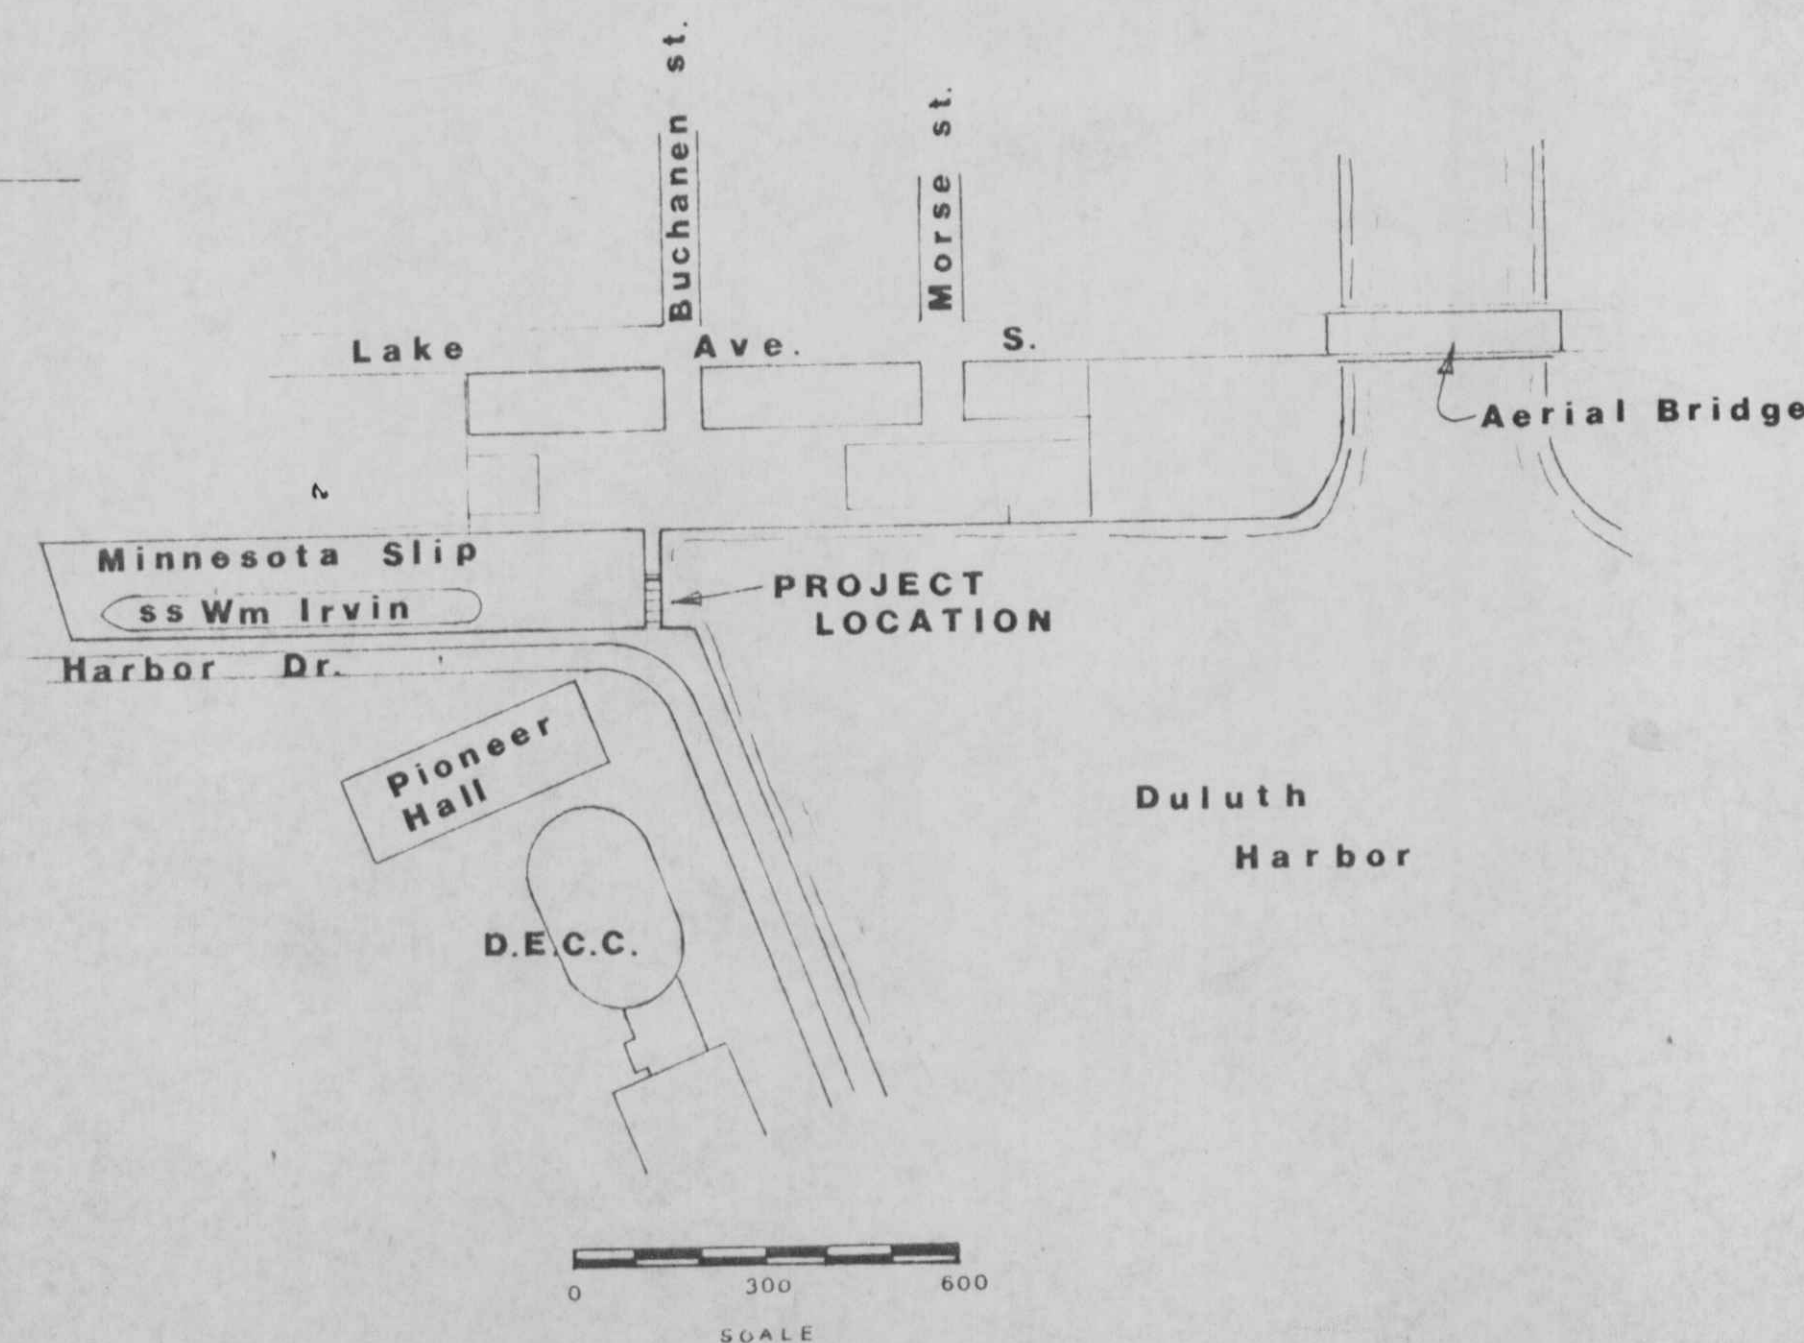 Buchanen st.
Morse st.
Lake Ave. S.
Aerial Bridge
Minnesota Slip
ss Wm Irvin
PROJECT
LOCATION
Harbor Dr.
Pioneer
Hall
Duluth
Harbor
D.E.C.C.
0 300 600
SCALE